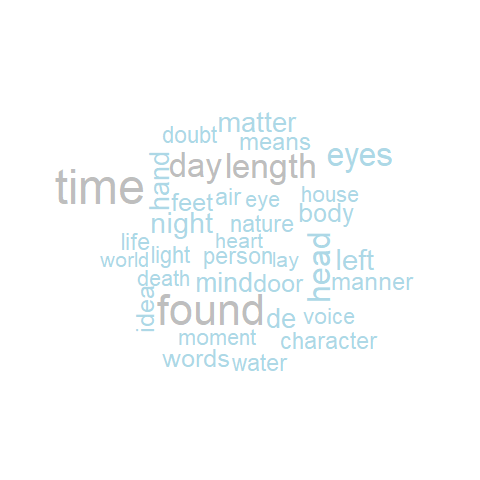 matter
doubt
means
eyes
day
length
hand
time
feet
air
eye
house
body
night
nature
life
heart
light
person
lay
left
world
head
death
mind
door
manner
idea
found
de
voice
moment
character
words
water